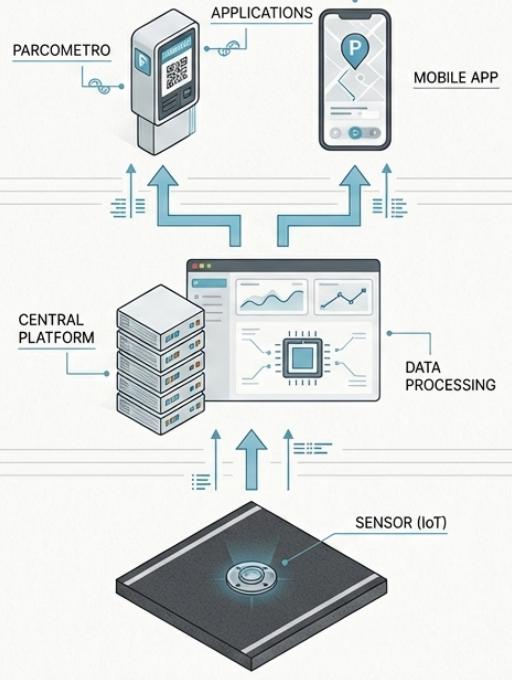 APPLICATIONS
PARCOMETRO
P
MOBILE APP
CENTRAL
PLATFORM
DATA
PROCESSING
SENSOR (IoT)